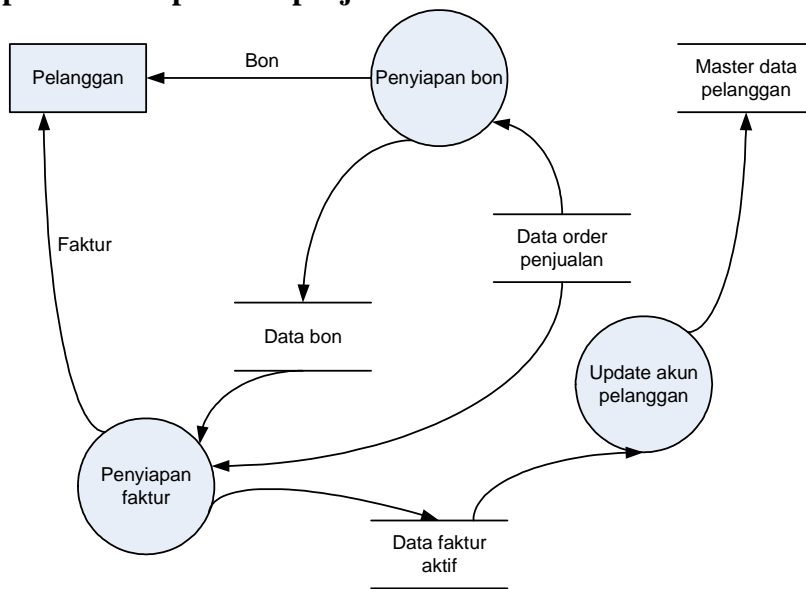 Pelanggan
Bon
Penyiapan bon
Master data
pelanggan
Faktur
Data order
penjualan
Data bon
Update akun
pelanggan
Penyiapan
faktur
Data faktur
aktif